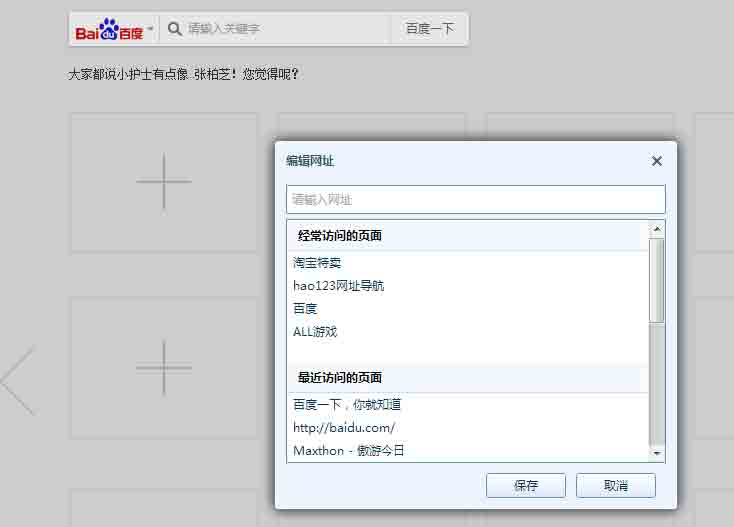 Bai du 百度
请输入关键字
百度一下
大家都说小护士有点像 张柏芝！您觉得呢？
编辑网址
请输入网址
经常访问的页面
淘宝特卖
hao123网址导航
百度
ALL游戏
最近访问的页面
百度一下，你就知道
http://baidu.com/
Maxthon - 傲游今日
保存
取消